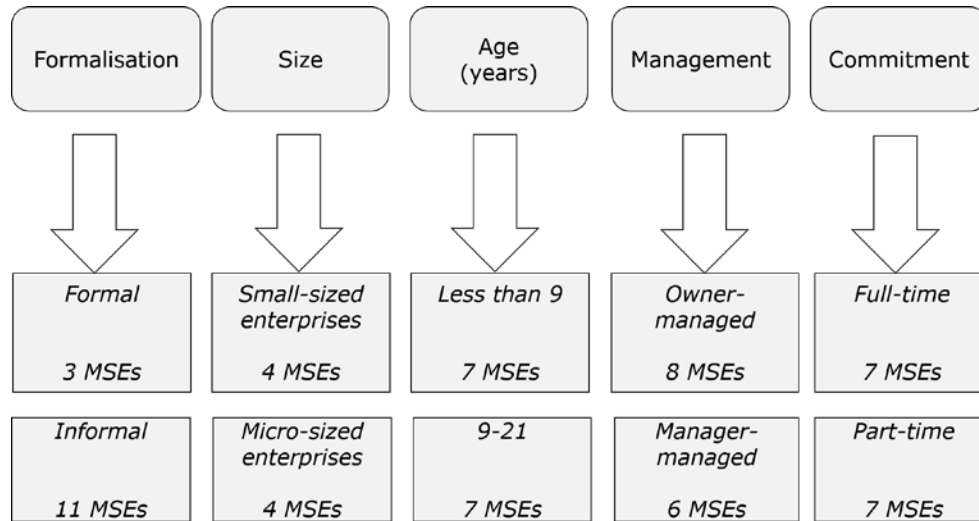 Formalisation
Size
Age
(years)
Management
Commitment
Formal
3 MSEs
Small-sized
enterprises
4 MSEs
Less than 9
7 MSEs
Owner-
managed
8 MSEs
Full-time
7 MSEs
Informal
11 MSEs
Micro-sized
enterprises
4 MSEs
9-21
7 MSEs
Manager-
managed
6 MSEs
Part-time
7 MSEs